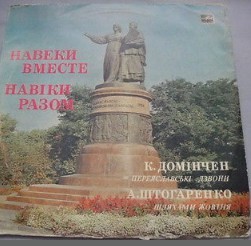 НАВЕКИ
ВМЕСТЕ
НАВІКИ
РАЗОМ
К. ДОМІНЧЕН
ПЕРЕЯСЛАВСЬКІ ДЗВОНИ
А. ШТОГАРЕНКО
ШЛЯХАМИ ЖОВТНЯ